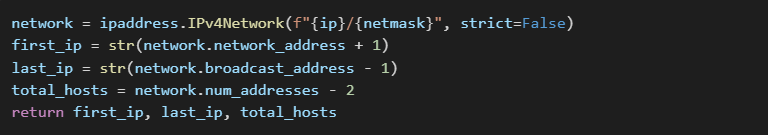 network = ipaddress.IPv4Network(f"{ip}/{netmask}", strict=False)
first_ip = str(network.network_address + 1)
last_ip = str(network.broadcast_address - 1)
total_hosts = network.num_addresses - 2
return first_ip, last_ip, total_hosts